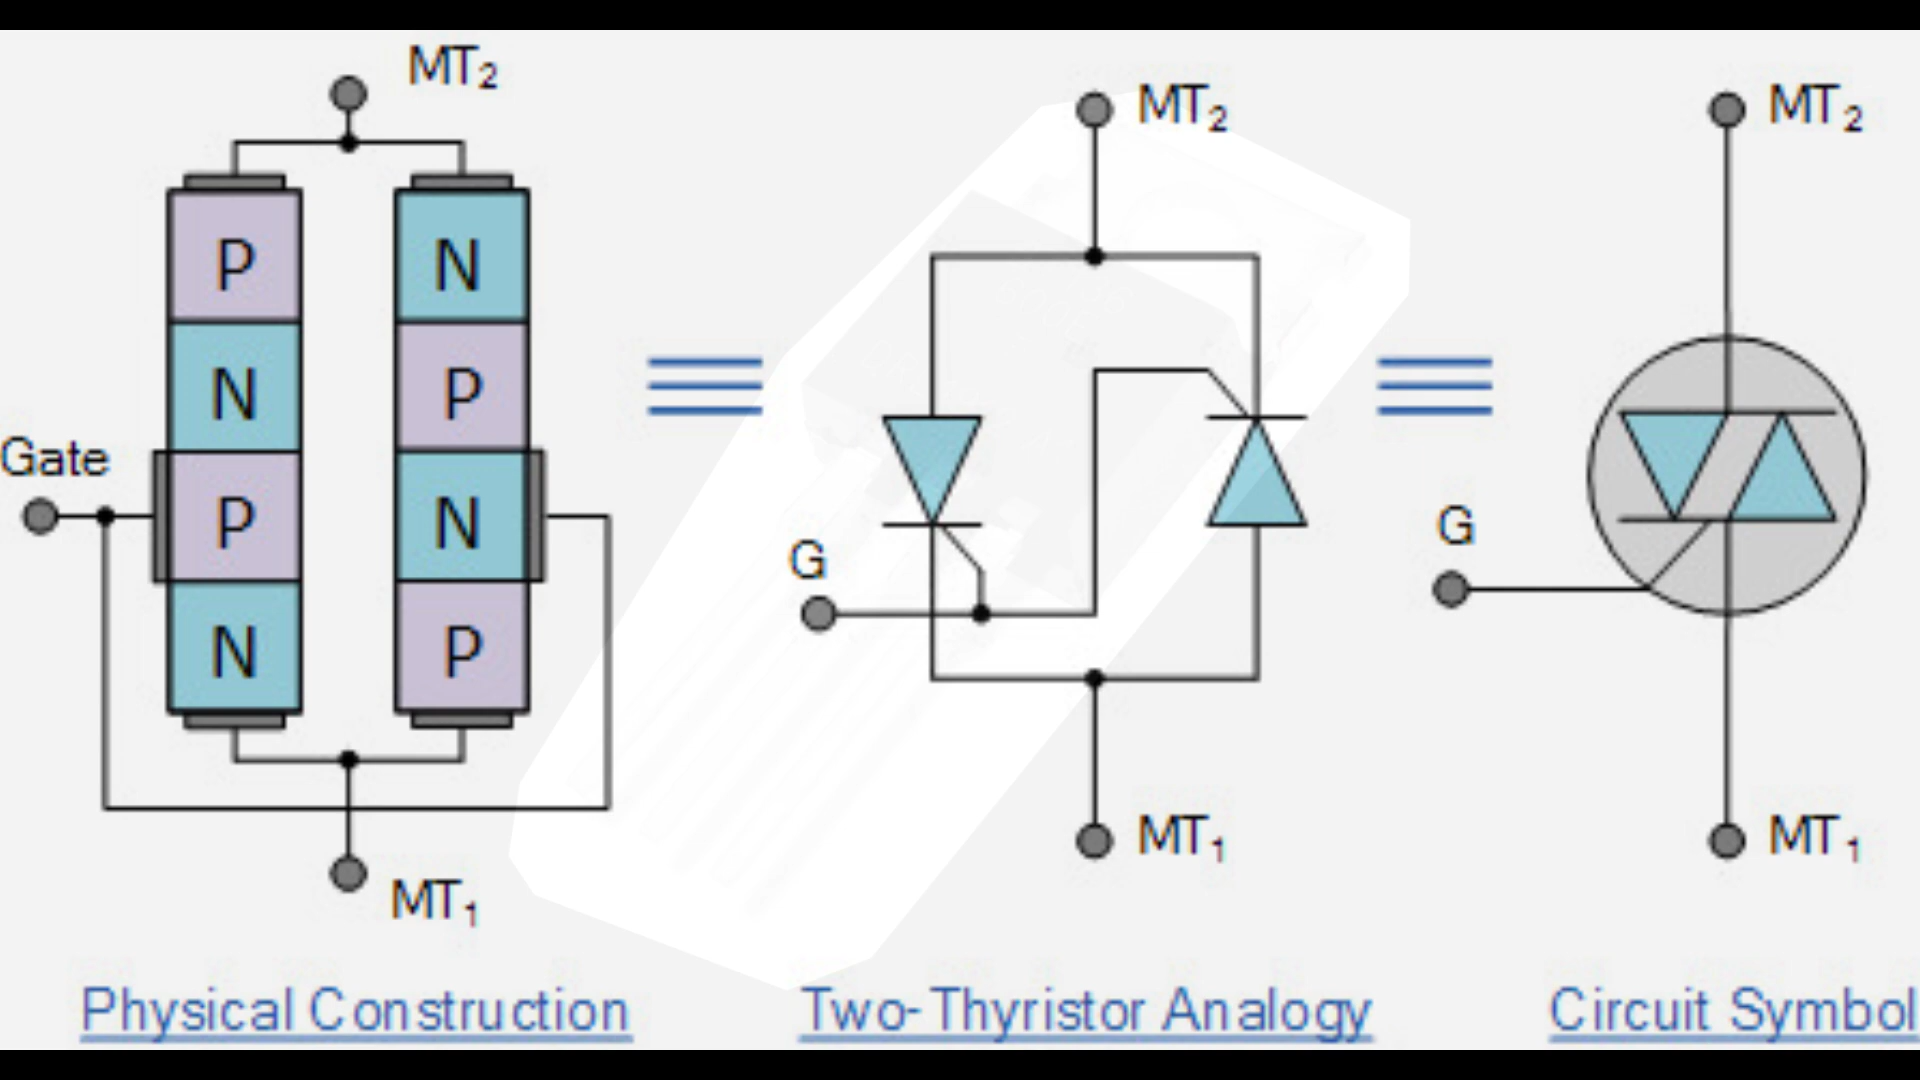 MT₂
P
N
N
P
Gate
P
N
N
P
MT₁
Physical Construction
MT₂
G
MT₁
Two-Thyristor Analogy
MT₂
G
MT₁
Circuit Symbol